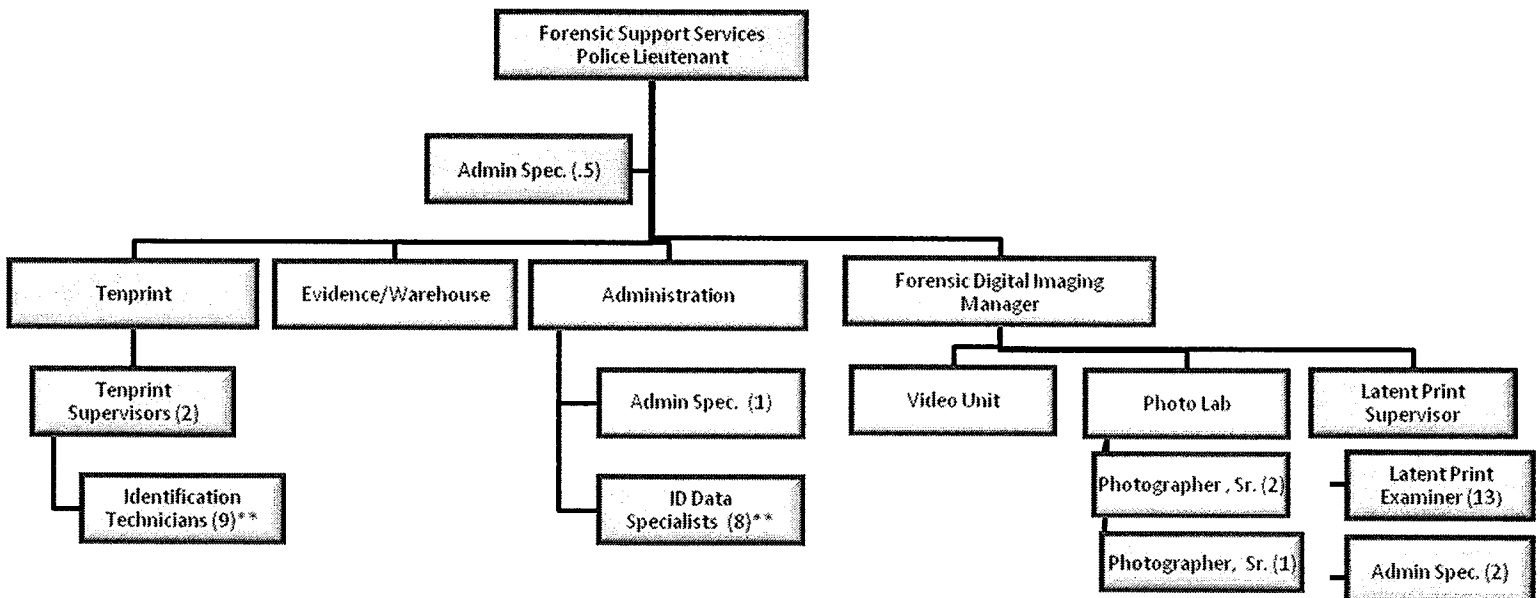 Forensic Support Services
Police Lieutenant
Admin Spec. (.5)
Tenprint
Evidence/Warehouse
Administration
Forensic Digital Imaging
Manager
Tenprint
Supervisors (2)
Admin Spec. (1)
Video Unit
Photo Lab
Latent Print
Supervisor
Identification
Technicians (9)**
ID Data
Specialists (8)**
Photographer, Sr. (2)
Latent Print
Examiner (13)
Photographer, Sr. (1)
Admin Spec. (2)